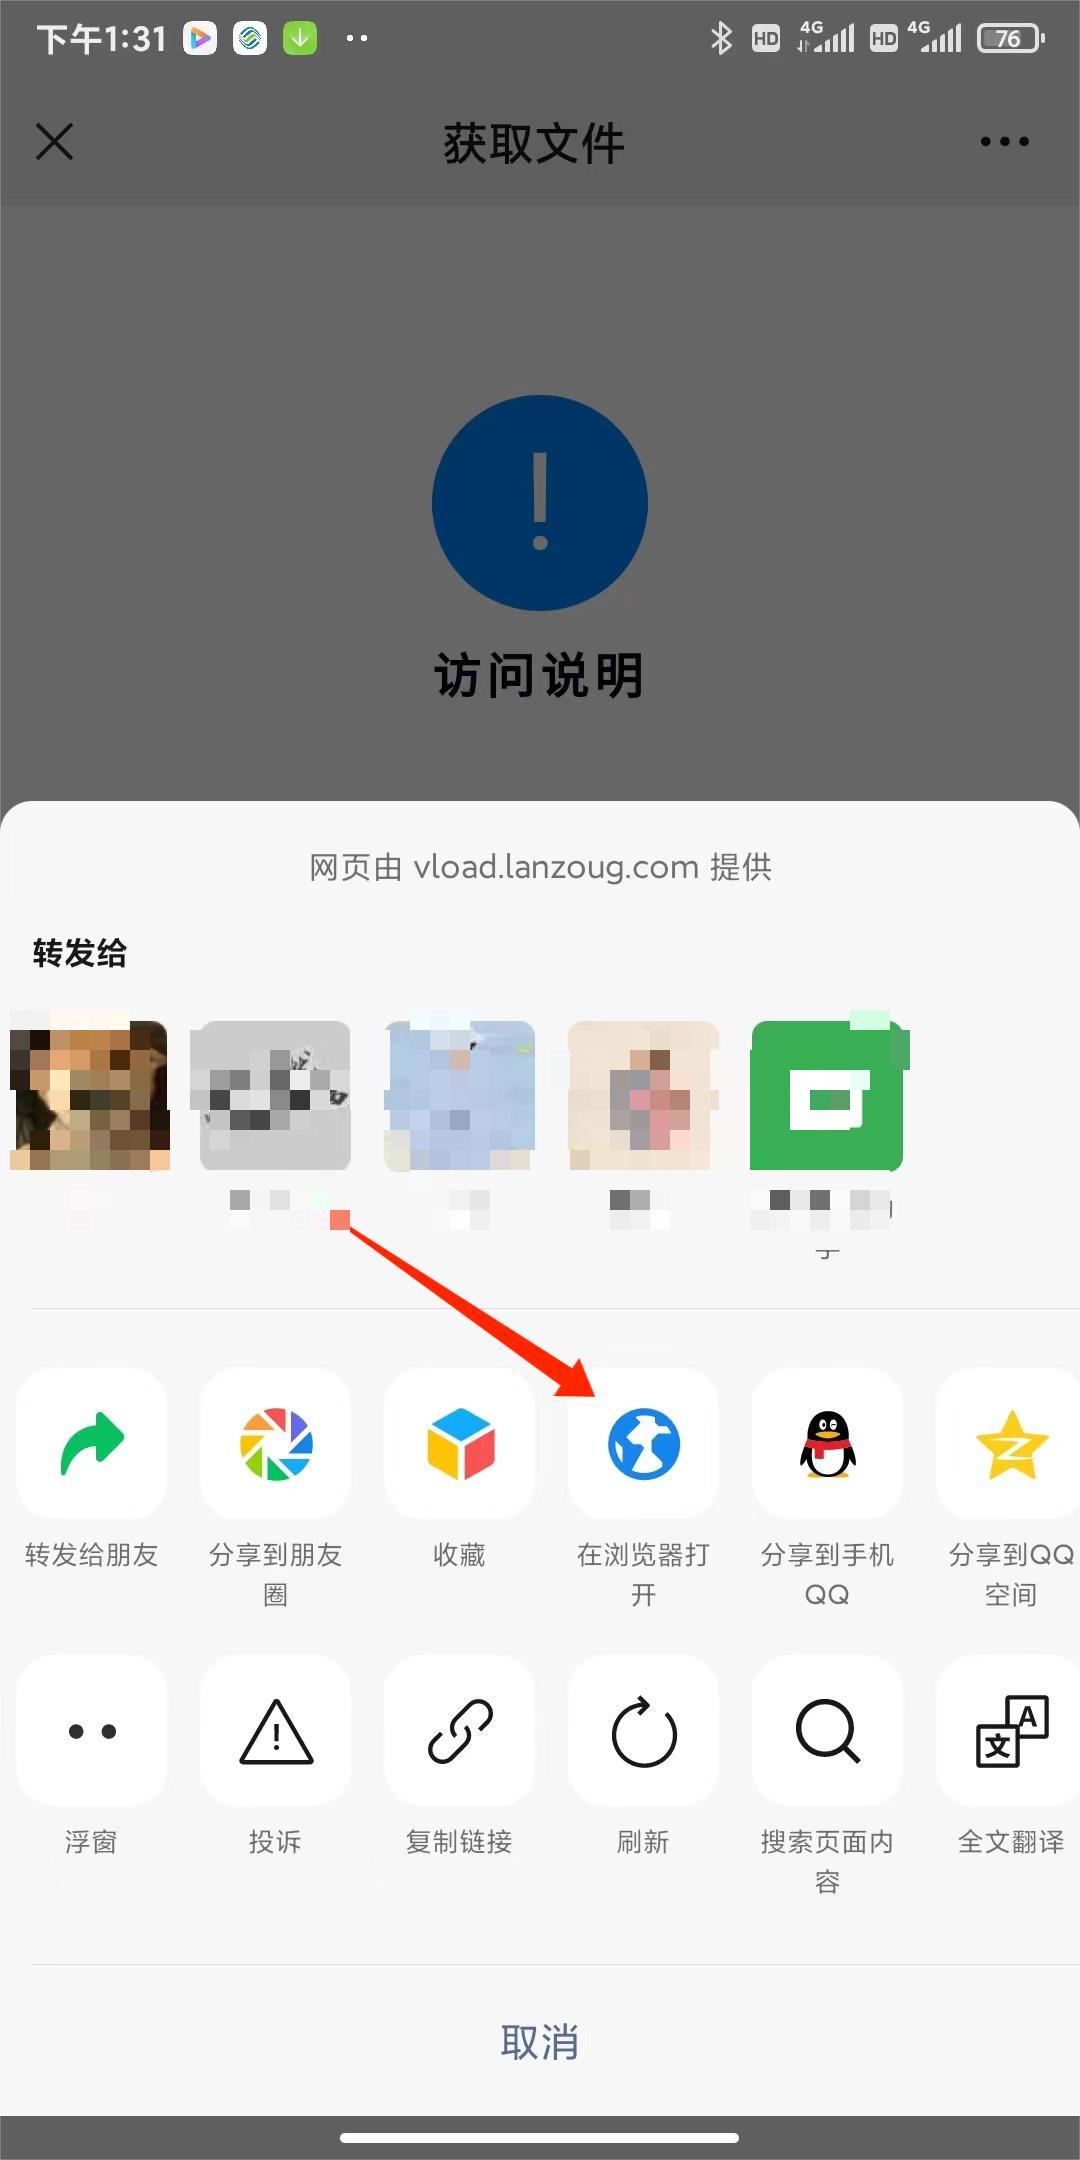 下午1:31
HD 4G HD 4G 76
获取文件
访问说明
网页由 vload.lanzoug.com 提供
转发给
转发给朋友
分享到朋友
圈
收藏
在浏览器打
开
分享到手机
QQ
分享到QQ
空间
浮窗
投诉
复制链接
刷新
搜索页面内
容
文 A
全文翻译
取消